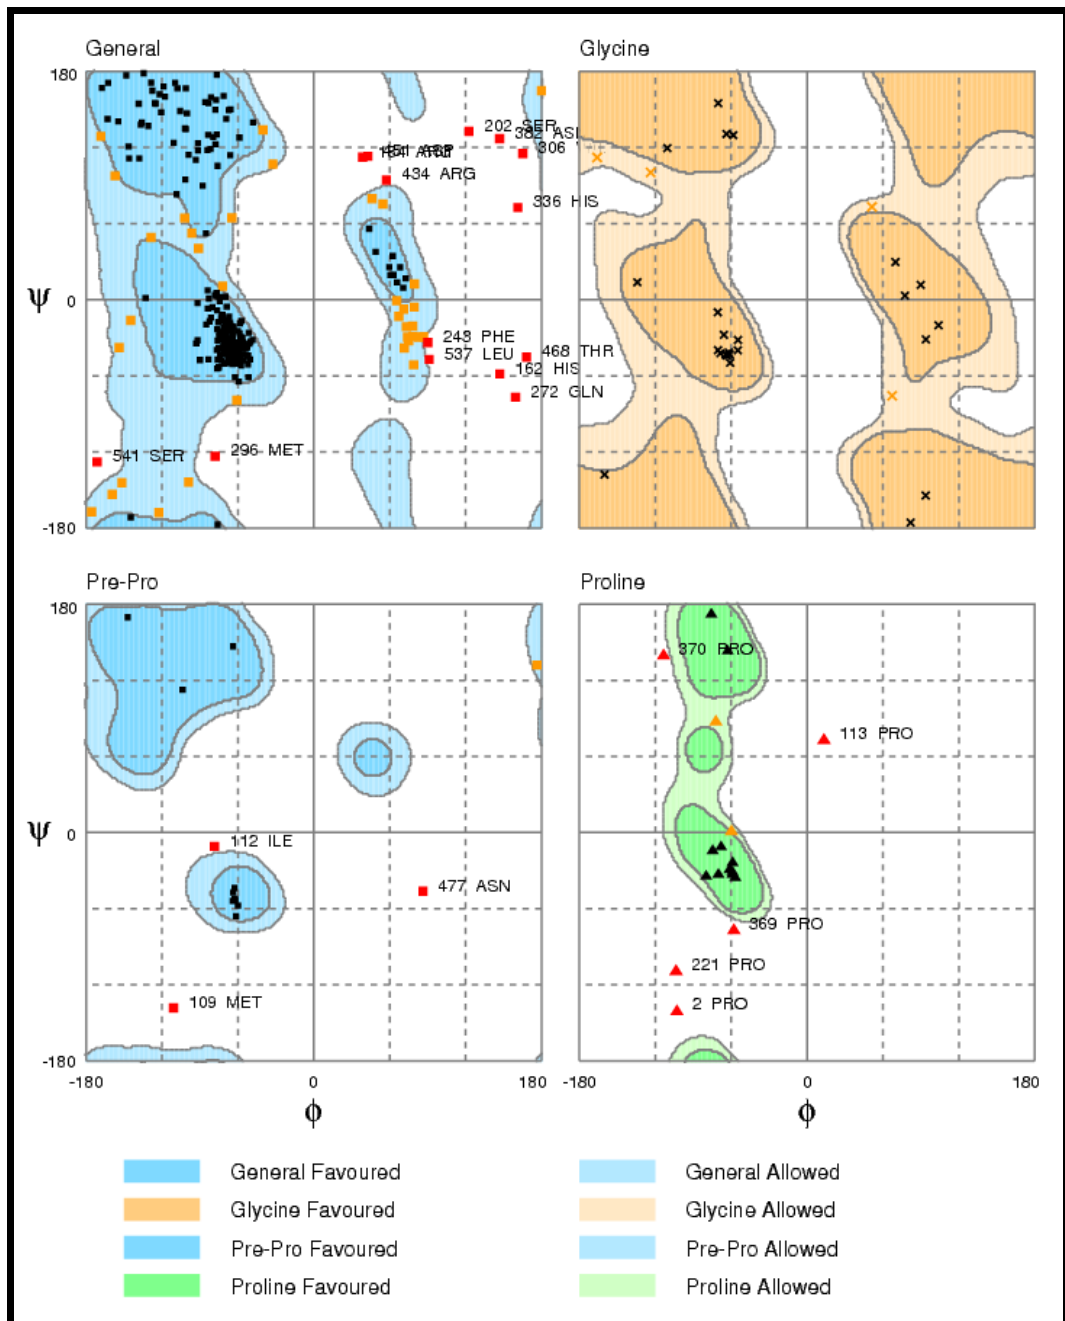 General
Glycine
180
202 SER
382
306
434 ARG
336 HIS
ψ
0
243 PHE
537 LEU
468 THR
162 HIS
272 GLN
541 SER
296 MET
-180
Pre-Pro
Proline
180
370 PRO
113 PRO
ψ
0
112 ILE
477 ASN
369 PRO
221 PRO
109 MET
2 PRO
-180
-180 0 180 -180 0 180
ϕ ϕ
General Favoured General Allowed
Glycine Favoured Glycine Allowed
Pre-Pro Favoured Pre-Pro Allowed
Proline Favoured Proline Allowed